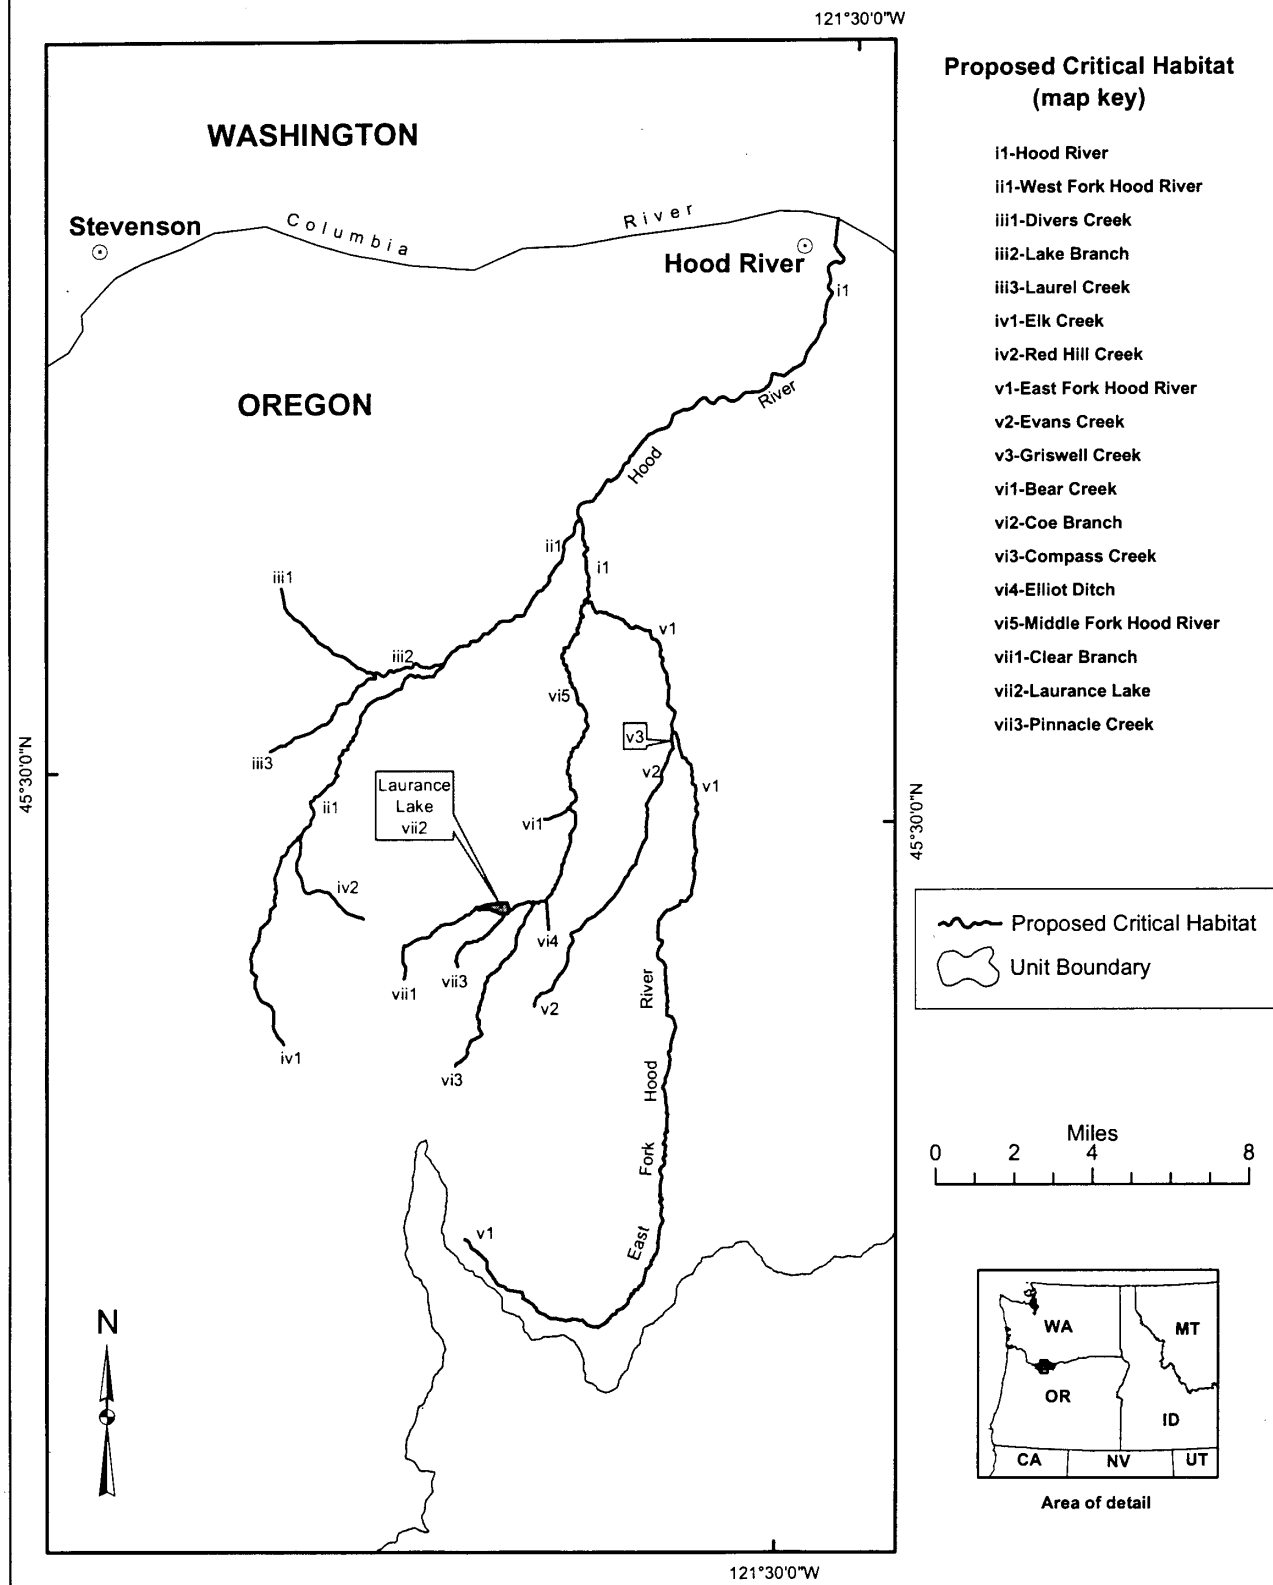 121°30'0"W
Proposed Critical Habitat
(map key)
i1-Hood River
ii1-West Fork Hood River
iii1-Divers Creek
iii2-Lake Branch
iii3-Laurel Creek
iv1-Elk Creek
iv2-Red Hill Creek
v1-East Fork Hood River
v2-Evans Creek
v3-Griswell Creek
vi1-Bear Creek
vi2-Coe Branch
vi3-Compass Creek
vi4-Elliot Ditch
vi5-Middle Fork Hood River
vii1-Clear Branch
vii2-Laurance Lake
vii3-Pinnacle Creek
WASHINGTON
Stevenson
Columbia River
Hood River
i1
OREGON
Hood River
ii1
i1
iii1
v1
iii2
vi5
v3
iii3
v2
v1
45°30'0"N
45°30'0"N
Laurance
Lake
vii2
ii1
vi1
iv2
vi4
vii3
vii1
v2
iv1
vi3
East Fork Hood River
v1
Proposed Critical Habitat
Unit Boundary
Miles
0 2 4 8
N
WA
MT
OR
ID
CA
NV
UT
Area of detail
121°30'0"W